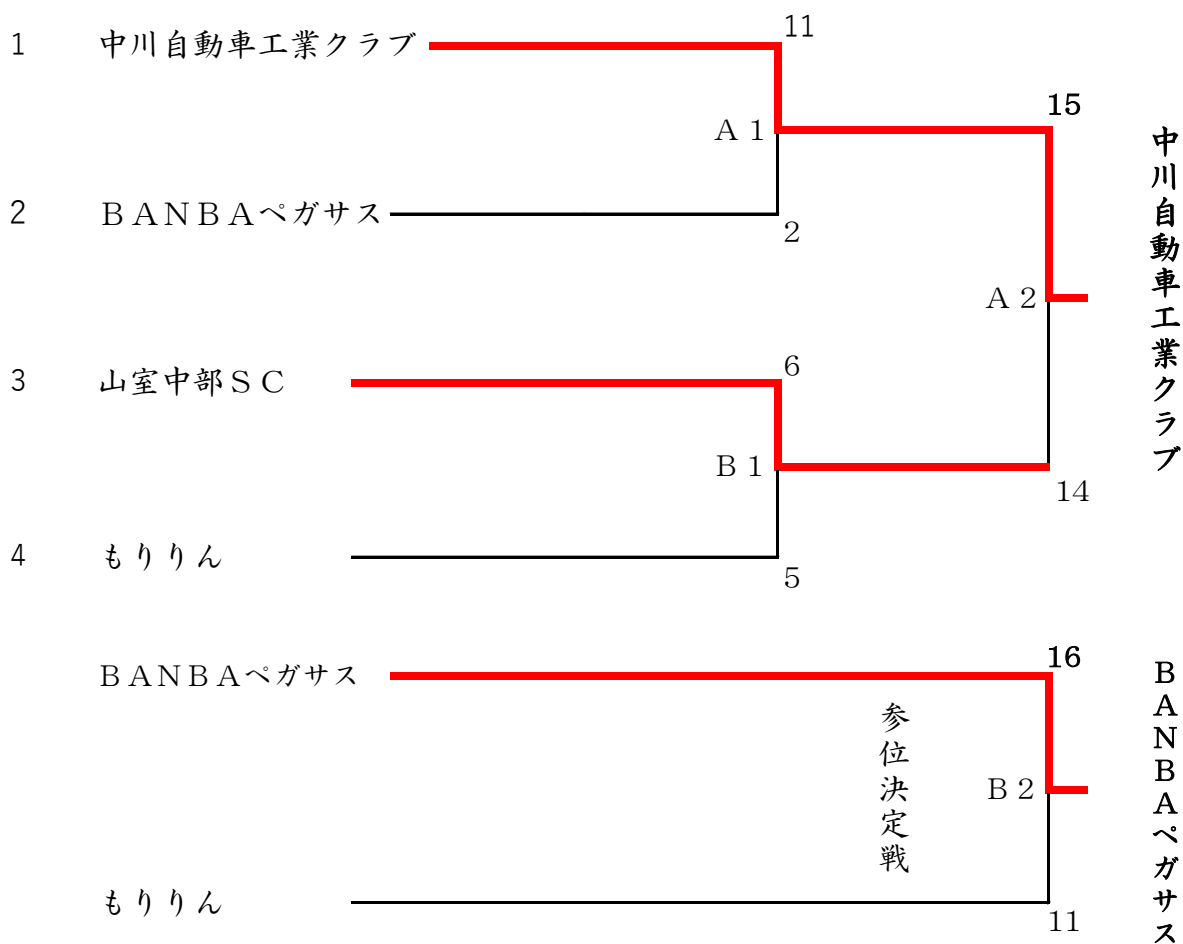 11
1 中川自動車工業クラブ
15
A 1
2 ＢＡＮＢＡペガサス
2
中川自動車工業クラブ
A 2
6
3 山室中部ＳＣ
B 1
14
4 もりりん
5
16
ＢＡＮＢＡペガサス
参位決定戦
B 2
ＢＡＮＢＡペガサス
もりりん
11